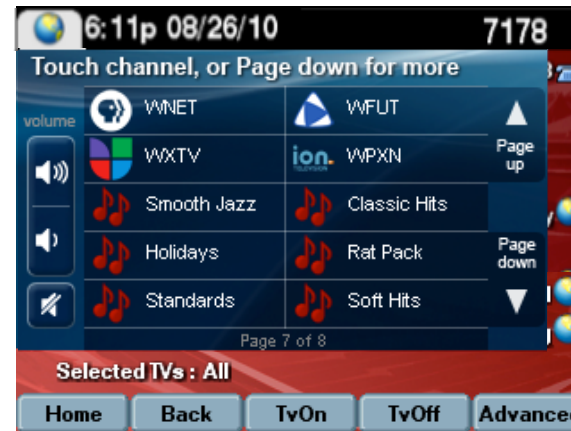 6:11p 08/26/10 7178
Touch channel, or Page down for more
volume
WNET WFUT
WXTV ion. TELEVISION WPXN
Page up
Smooth Jazz Classic Hits
Holidays Rat Pack
Page down
Standards Soft Hits
Page 7 of 8
Selected TVs : All
Home Back TvOn TvOff Advance